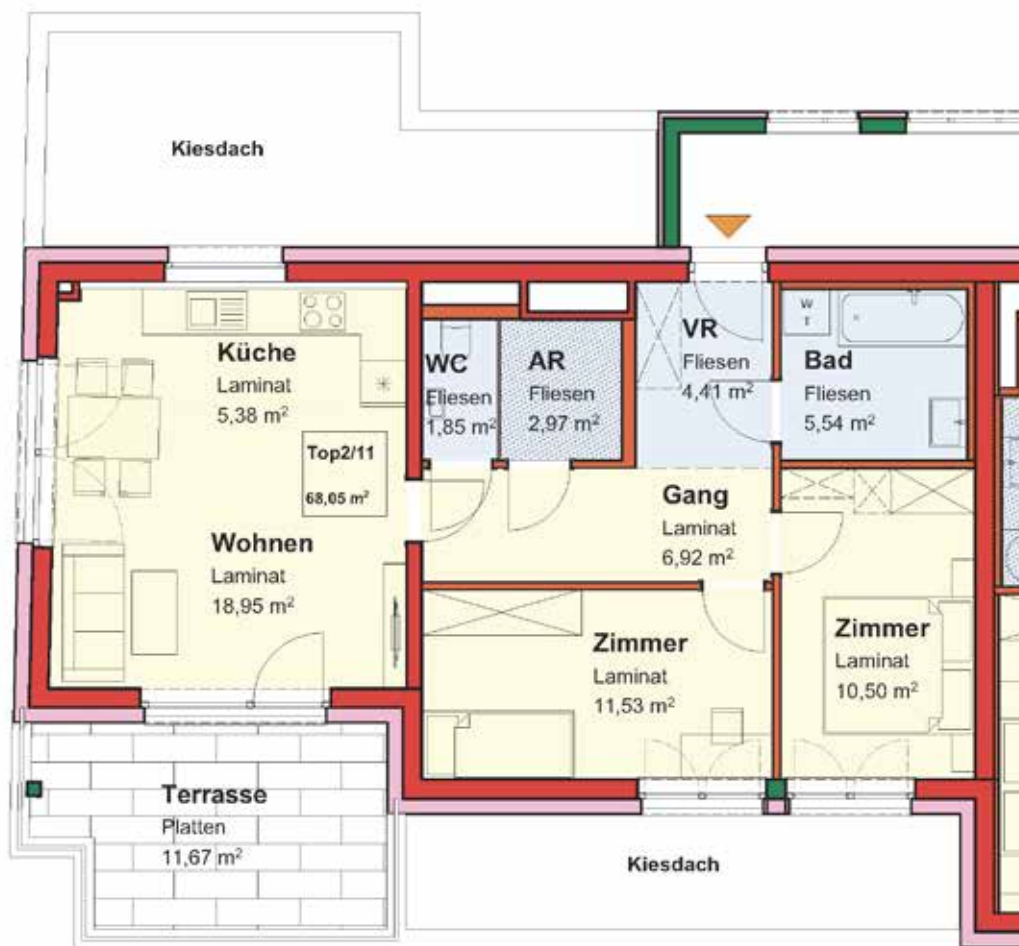 Kiesdach
Küche
Laminat
5,38 m²
WC
Fliesen
1,85 m²
AR
Fliesen
2,97 m²
VR
Fliesen
4,41 m²
W
T
Bad
Fliesen
5,54 m²
Top2/11
68,05 m²
Gang
Laminat
6,92 m²
Wohnen
Laminat
18,95 m²
Zimmer
Laminat
11,53 m²
Zimmer
Laminat
10,50 m²
Terrasse
Platten
11,67 m²
Kiesdach